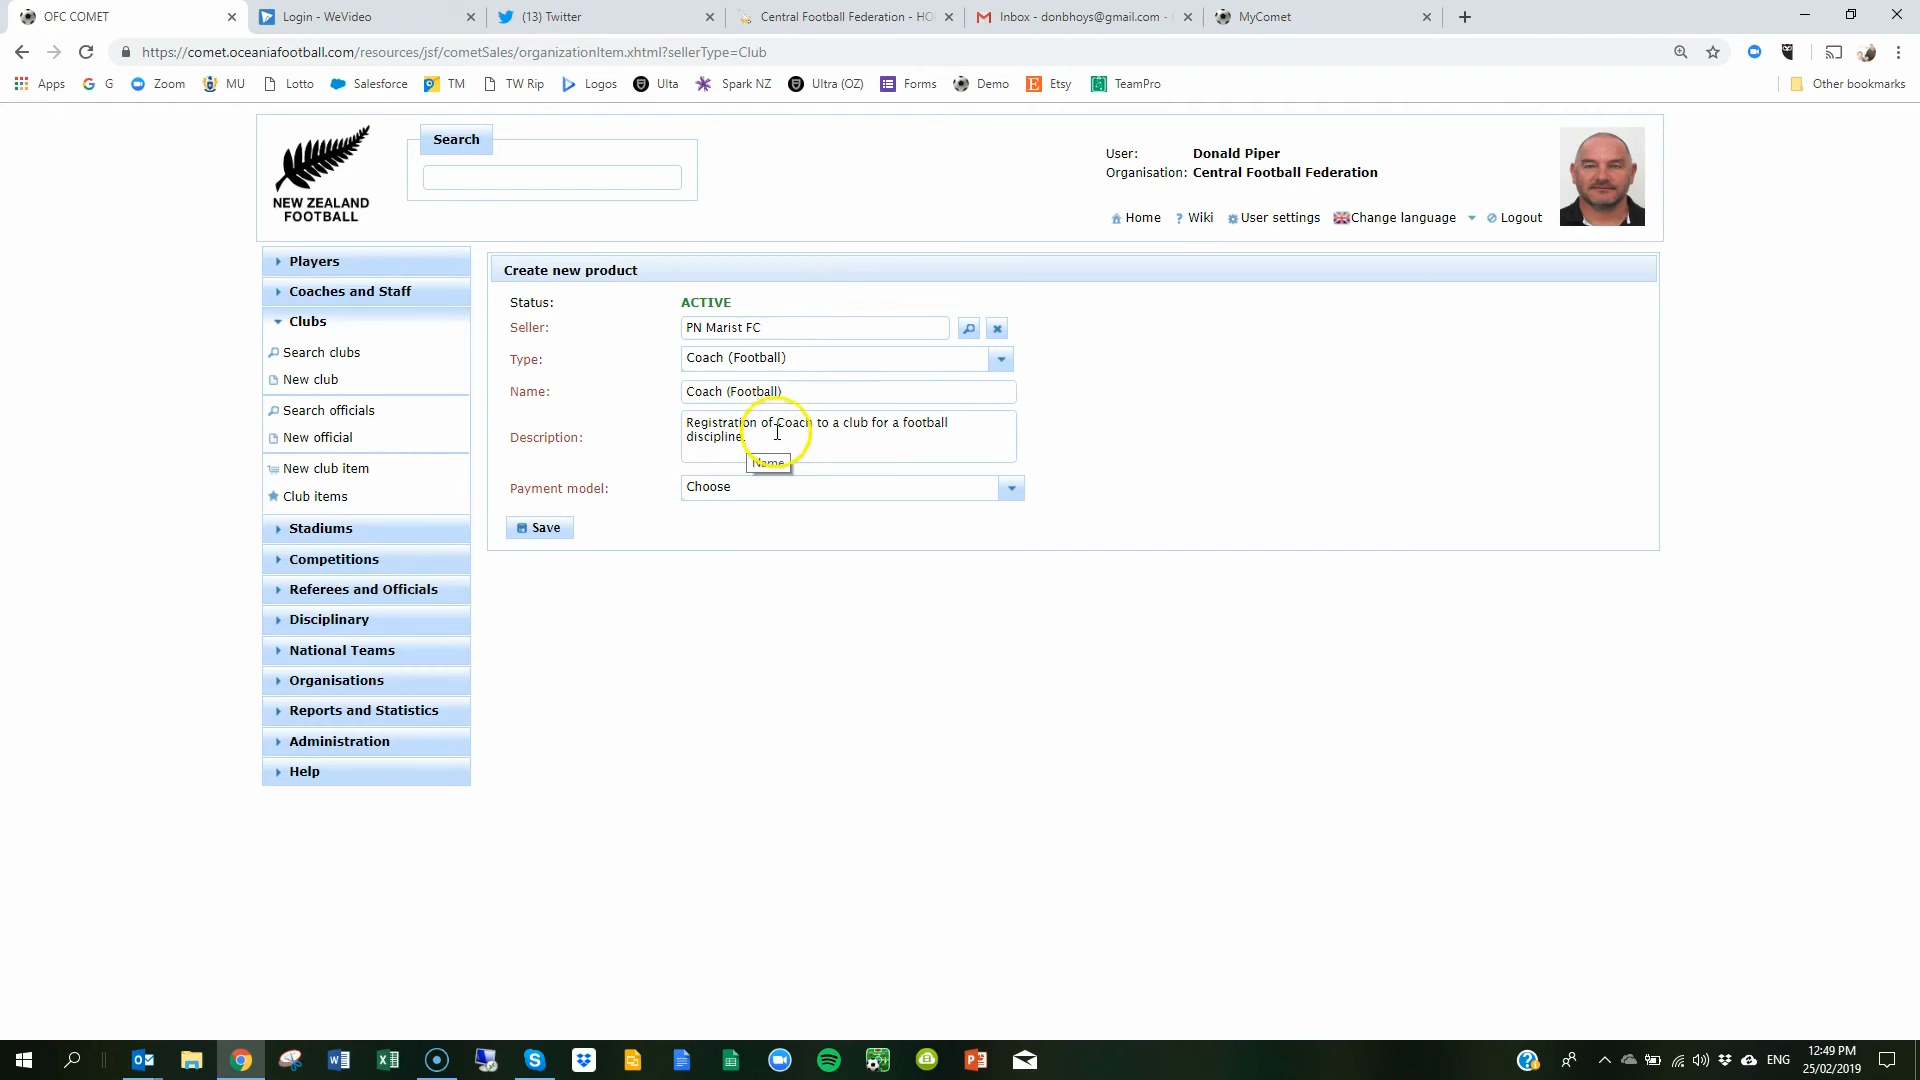 OFC COMET
Login - WeVideo
(13) Twitter
Central Football Federation - HO
Inbox - donbhoys@gmail.com -
MyComet
https://comet.oceaniafootball.com/resources/jsf/cometSales/organizationItem.xhtml?sellerType=Club
Apps
G
Zoom
MU
Lotto
Salesforce
TM
TW Rip
Logos
Ulta
Spark NZ
Ultra (OZ)
Forms
Demo
Etsy
TeamPro
Other bookmarks
NEW ZEALAND
FOOTBALL
Search
User: Donald Piper
Organisation: Central Football Federation
Home
Wiki
User settings
Change language
Logout
Players
Coaches and Staff
Clubs
Search clubs
New club
Search officials
New official
New club item
Club items
Stadiums
Competitions
Referees and Officials
Disciplinary
National Teams
Organisations
Reports and Statistics
Administration
Help
Create new product
Status: ACTIVE
Seller: PN Marist FC
Type: Coach (Football)
Name: Coach (Football)
Description: Registration of Coach to a club for a football
discipline.
Name
Payment model: Choose
Save
ENG
12:49 PM
25/02/2019